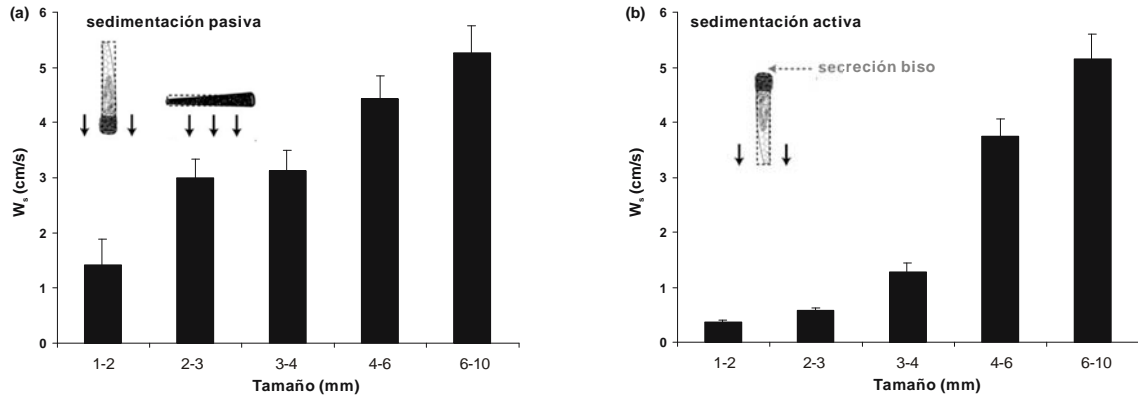 (a)
sedimentación pasiva
6
5
4
3
2
1
0
Wₛ (cm/s)
1-2
2-3
3-4
4-6
6-10
Tamaño (mm)
(b)
sedimentación activa
secreción biso
6
5
4
3
2
1
0
Wₛ (cm/s)
1-2
2-3
3-4
4-6
6-10
Tamaño (mm)